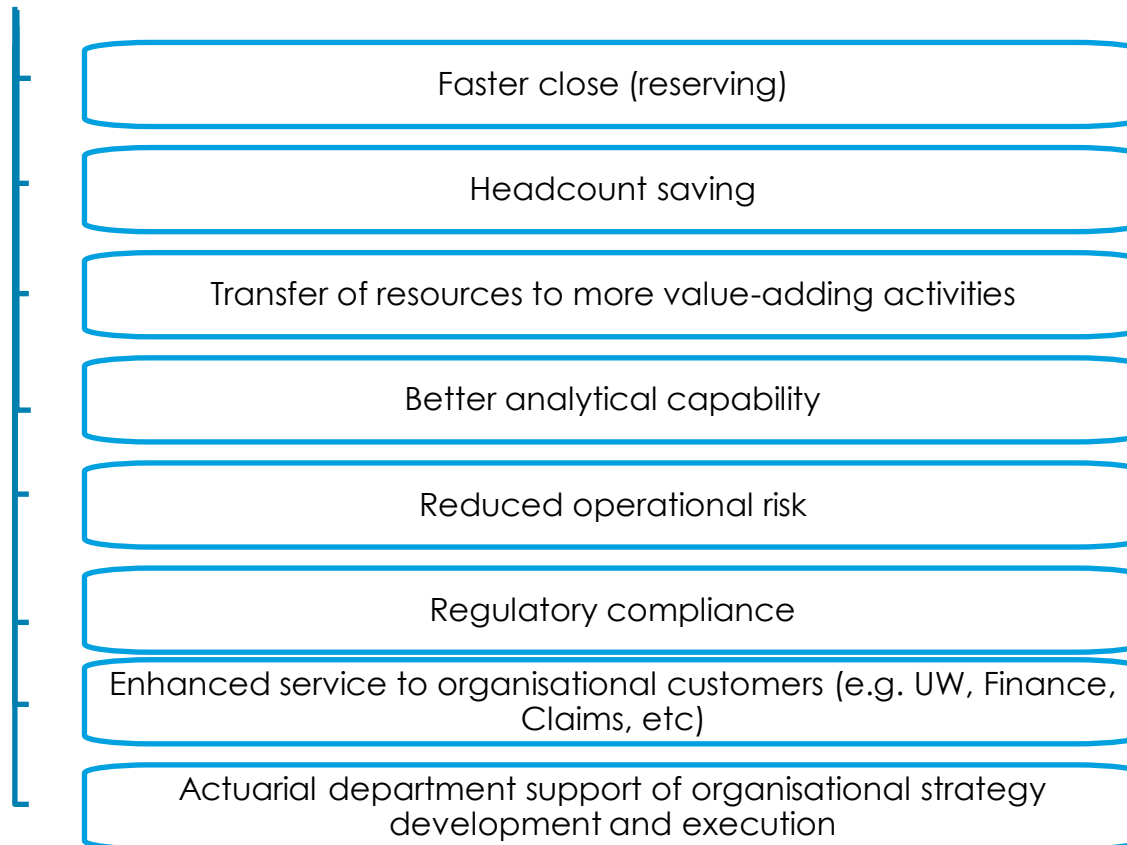 Faster close (reserving)
Headcount saving
Transfer of resources to more value-adding activities
Better analytical capability
Reduced operational risk
Regulatory compliance
Enhanced service to organisational customers (e.g. UW, Finance,
Claims, etc)
Actuarial department support of organisational strategy
development and execution